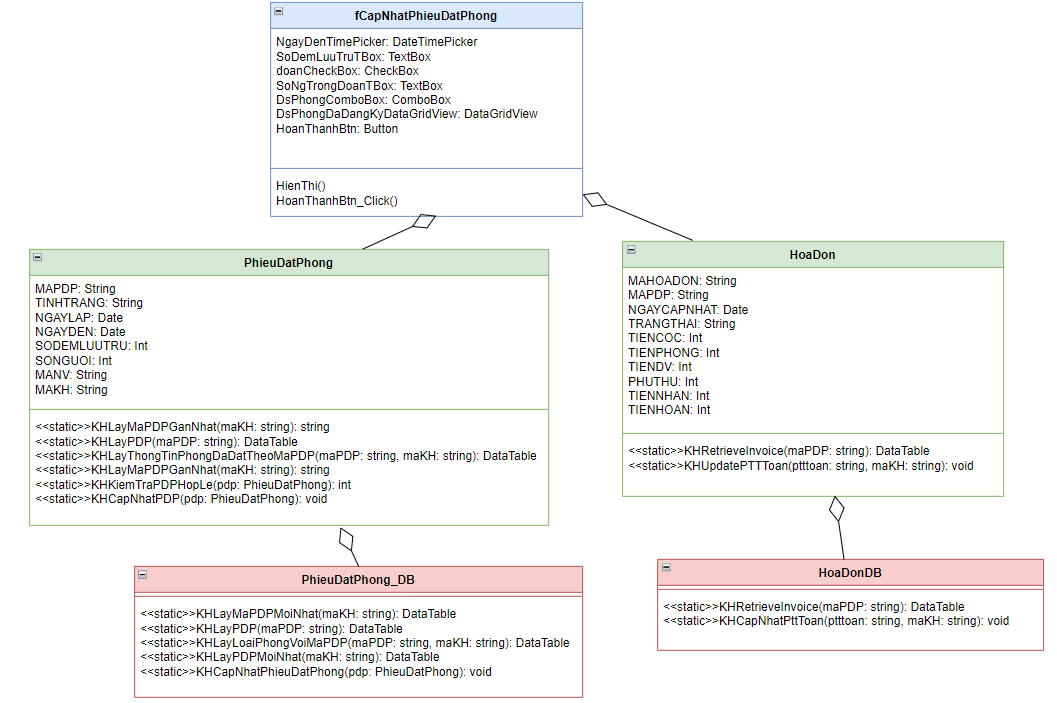 fCapNhatPhieuDatPhong
NgayDenTimePicker: DateTimePicker
SoDemLuuTruTBox: TextBox
doanCheckBox: CheckBox
SoNgTrongDoanTBox: TextBox
DsPhongComboBox: ComboBox
DsPhongDaDangKyDataGridView: DataGridView
HoanThanhBtn: Button
HienThi()
HoanThanhBtn_Click()
PhieuDatPhong
MAPDP: String
TINHTRANG: String
NGAYLAP: Date
NGAYDEN: Date
SODEMLUUTRU: Int
SONGUOI: Int
MANV: String
MAKH: String
<<static>>KHLayMaPDPGanNhat(maKH: string): string
<<static>>KHLayPDP(maPDP: string): DataTable
<<static>>KHLayThongTinPhongDaDatTheoMaPDP(maPDP: string, maKH: string): DataTable
<<static>>KHLayMaPDPGanNhat(maKH: string): string
<<static>>KHKiemTraPDPHopLe(pdp: PhieuDatPhong): int
<<static>>KHCapNhatPDP(pdp: PhieuDatPhong): void
HoaDon
MAHOADON: String
MAPDP: String
NGAYCAPNHAT: Date
TRANGTHAI: String
TIENCOC: Int
TIENPHONG: Int
TIENDV: Int
PHUTHU: Int
TIENNHAN: Int
TIENHOAN: Int
<<static>>KHRetrieveInvoice(maPDP: string): DataTable
<<static>>KHUpdatePTTToan(pttoan: string, maKH: string): void
PhieuDatPhong_DB
<<static>>KHLayMaPDPMoiNhat(maKH: string): DataTable
<<static>>KHLayPDP(maPDP: string): DataTable
<<static>>KHLayLoaiPhongVoiMaPDP(maPDP: string, maKH: string): DataTable
<<static>>KHLayPDPMoiNhat(maKH: string): DataTable
<<static>>KHCapNhatPhieuDatPhong(pdp: PhieuDatPhong): void
HoaDonDB
<<static>>KHRetrieveInvoice(maPDP: string): DataTable
<<static>>KHCapNhatPttToan(ptttoan: string, maKH: string): void